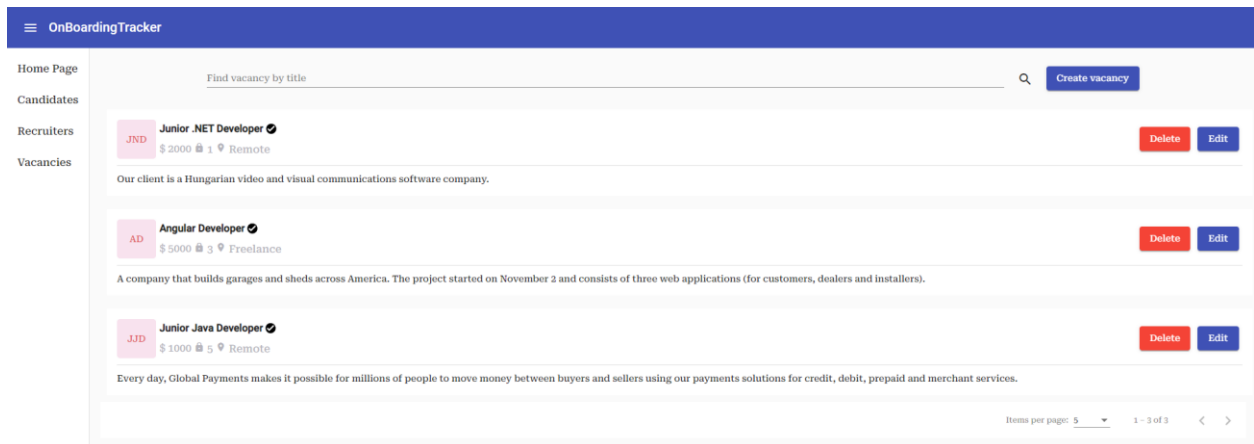 OnBoardingTracker
Home Page
Candidates
Recruiters
Vacancies
Find vacancy by title
Create vacancy
JND
Junior .NET Developer
$ 2000 1 Remote
Delete
Edit
Our client is a Hungarian video and visual communications software company.
AD
Angular Developer
$ 5000 3 Freelance
Delete
Edit
A company that builds garages and sheds across America. The project started on November 2 and consists of three web applications (for customers, dealers and installers).
JJD
Junior Java Developer
$ 1000 5 Remote
Delete
Edit
Every day, Global Payments makes it possible for millions of people to move money between buyers and sellers using our payments solutions for credit, debit, prepaid and merchant services.
Items per page: 5 1 – 3 of 3